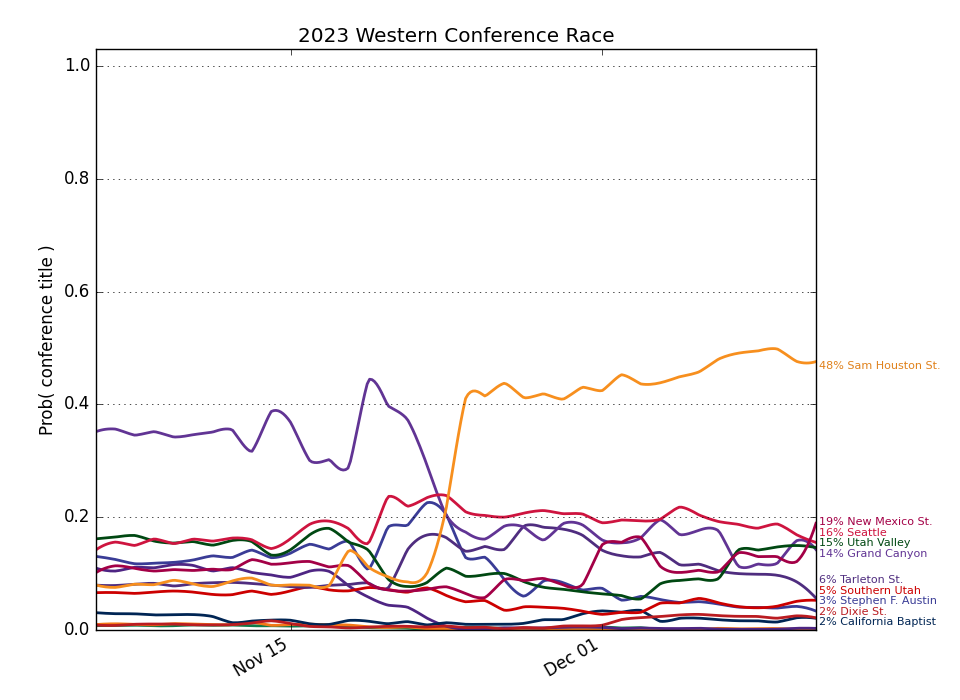 2023 Western Conference Race
Prob( conference title )
1.0
0.8
0.6
0.4
0.2
0.0
Nov 15
Dec 01
48% Sam Houston St.
19% New Mexico St.
16% Seattle
15% Utah Valley
14% Grand Canyon
6% Tarleton St.
5% Southern Utah
3% Stephen F. Austin
2% Dixie St.
2% California Baptist